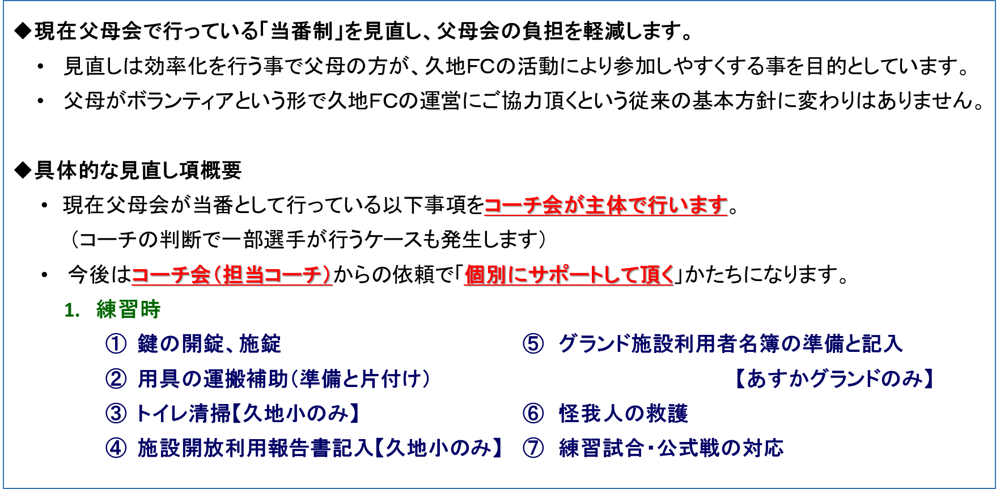 ◆現在父母会で行っている「当番制」を見直し、父母会の負担を軽減します。
• 見直しは効率化を行う事で父母の方が、久地FCの活動により参加しやすくする事を目的としています。
• 父母がボランティアという形で久地FCの運営にご協力頂くという従来の基本方針に変わりはありません。
◆具体的な見直し項概要
• 現在父母会が当番として行っている以下事項をコーチ会が主体で行います。
（コーチの判断で一部選手が行うケースも発生します）
• 今後はコーチ会（担当コーチ）からの依頼で「個別にサポートして頂く」かたちになります。
1. 練習時
① 鍵の開錠、施錠
② 用具の運搬補助（準備と片付け）
③ トイレ清掃【久地小のみ】
④ 施設開放利用報告書記入【久地小のみ】
⑤ グランド施設利用者名簿の準備と記入
【あすかグランドのみ】
⑥ 怪我人の救護
⑦ 練習試合・公式戦の対応